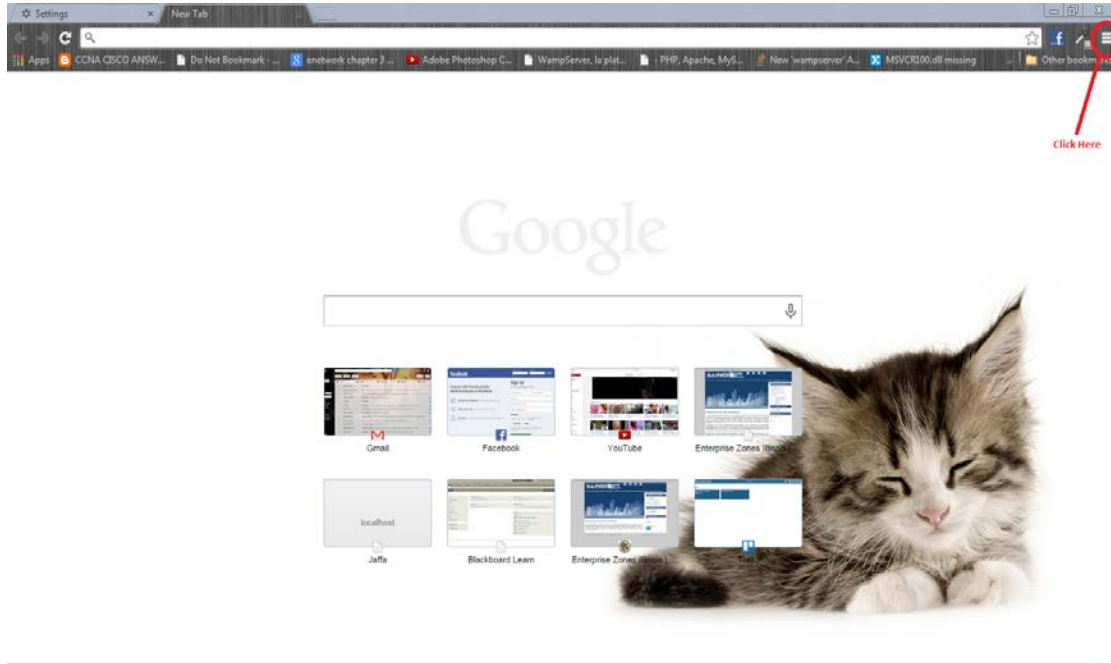 Settings
New Tab
Apps
CCNA CISCO ANSW...
Do Not Bookmark - ...
enetwork chapter 3 ...
Adobe Photoshop C...
WampServer, la plat...
- PHP, Apache, MyS...
New 'wampserver' A...
MSVCR100.dll missing
Other bookmarks
Click Here
Google
Gmail
Facebook
YouTube
Enterprise Zones Illinois |
localhost
Jaffa
Blackboard Learn
Enterprise Zones Illinois |